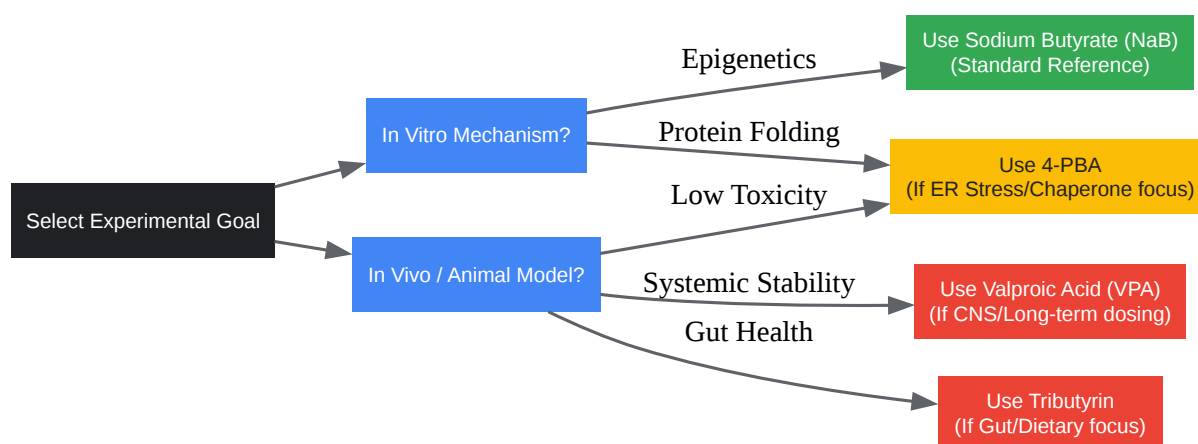 Select Experimental Goal
In Vitro Mechanism?
In Vivo / Animal Model?
Epigenetics
Protein Folding
Low Toxicity
Systemic Stability
Gut Health
Use Sodium Butyrate (NaB)
(Standard Reference)
Use 4-PBA
(If ER Stress/Chaperone focus)
Use Valproic Acid (VPA)
(If CNS/Long-term dosing)
Use Tributyrin
(If Gut/Dietary focus)